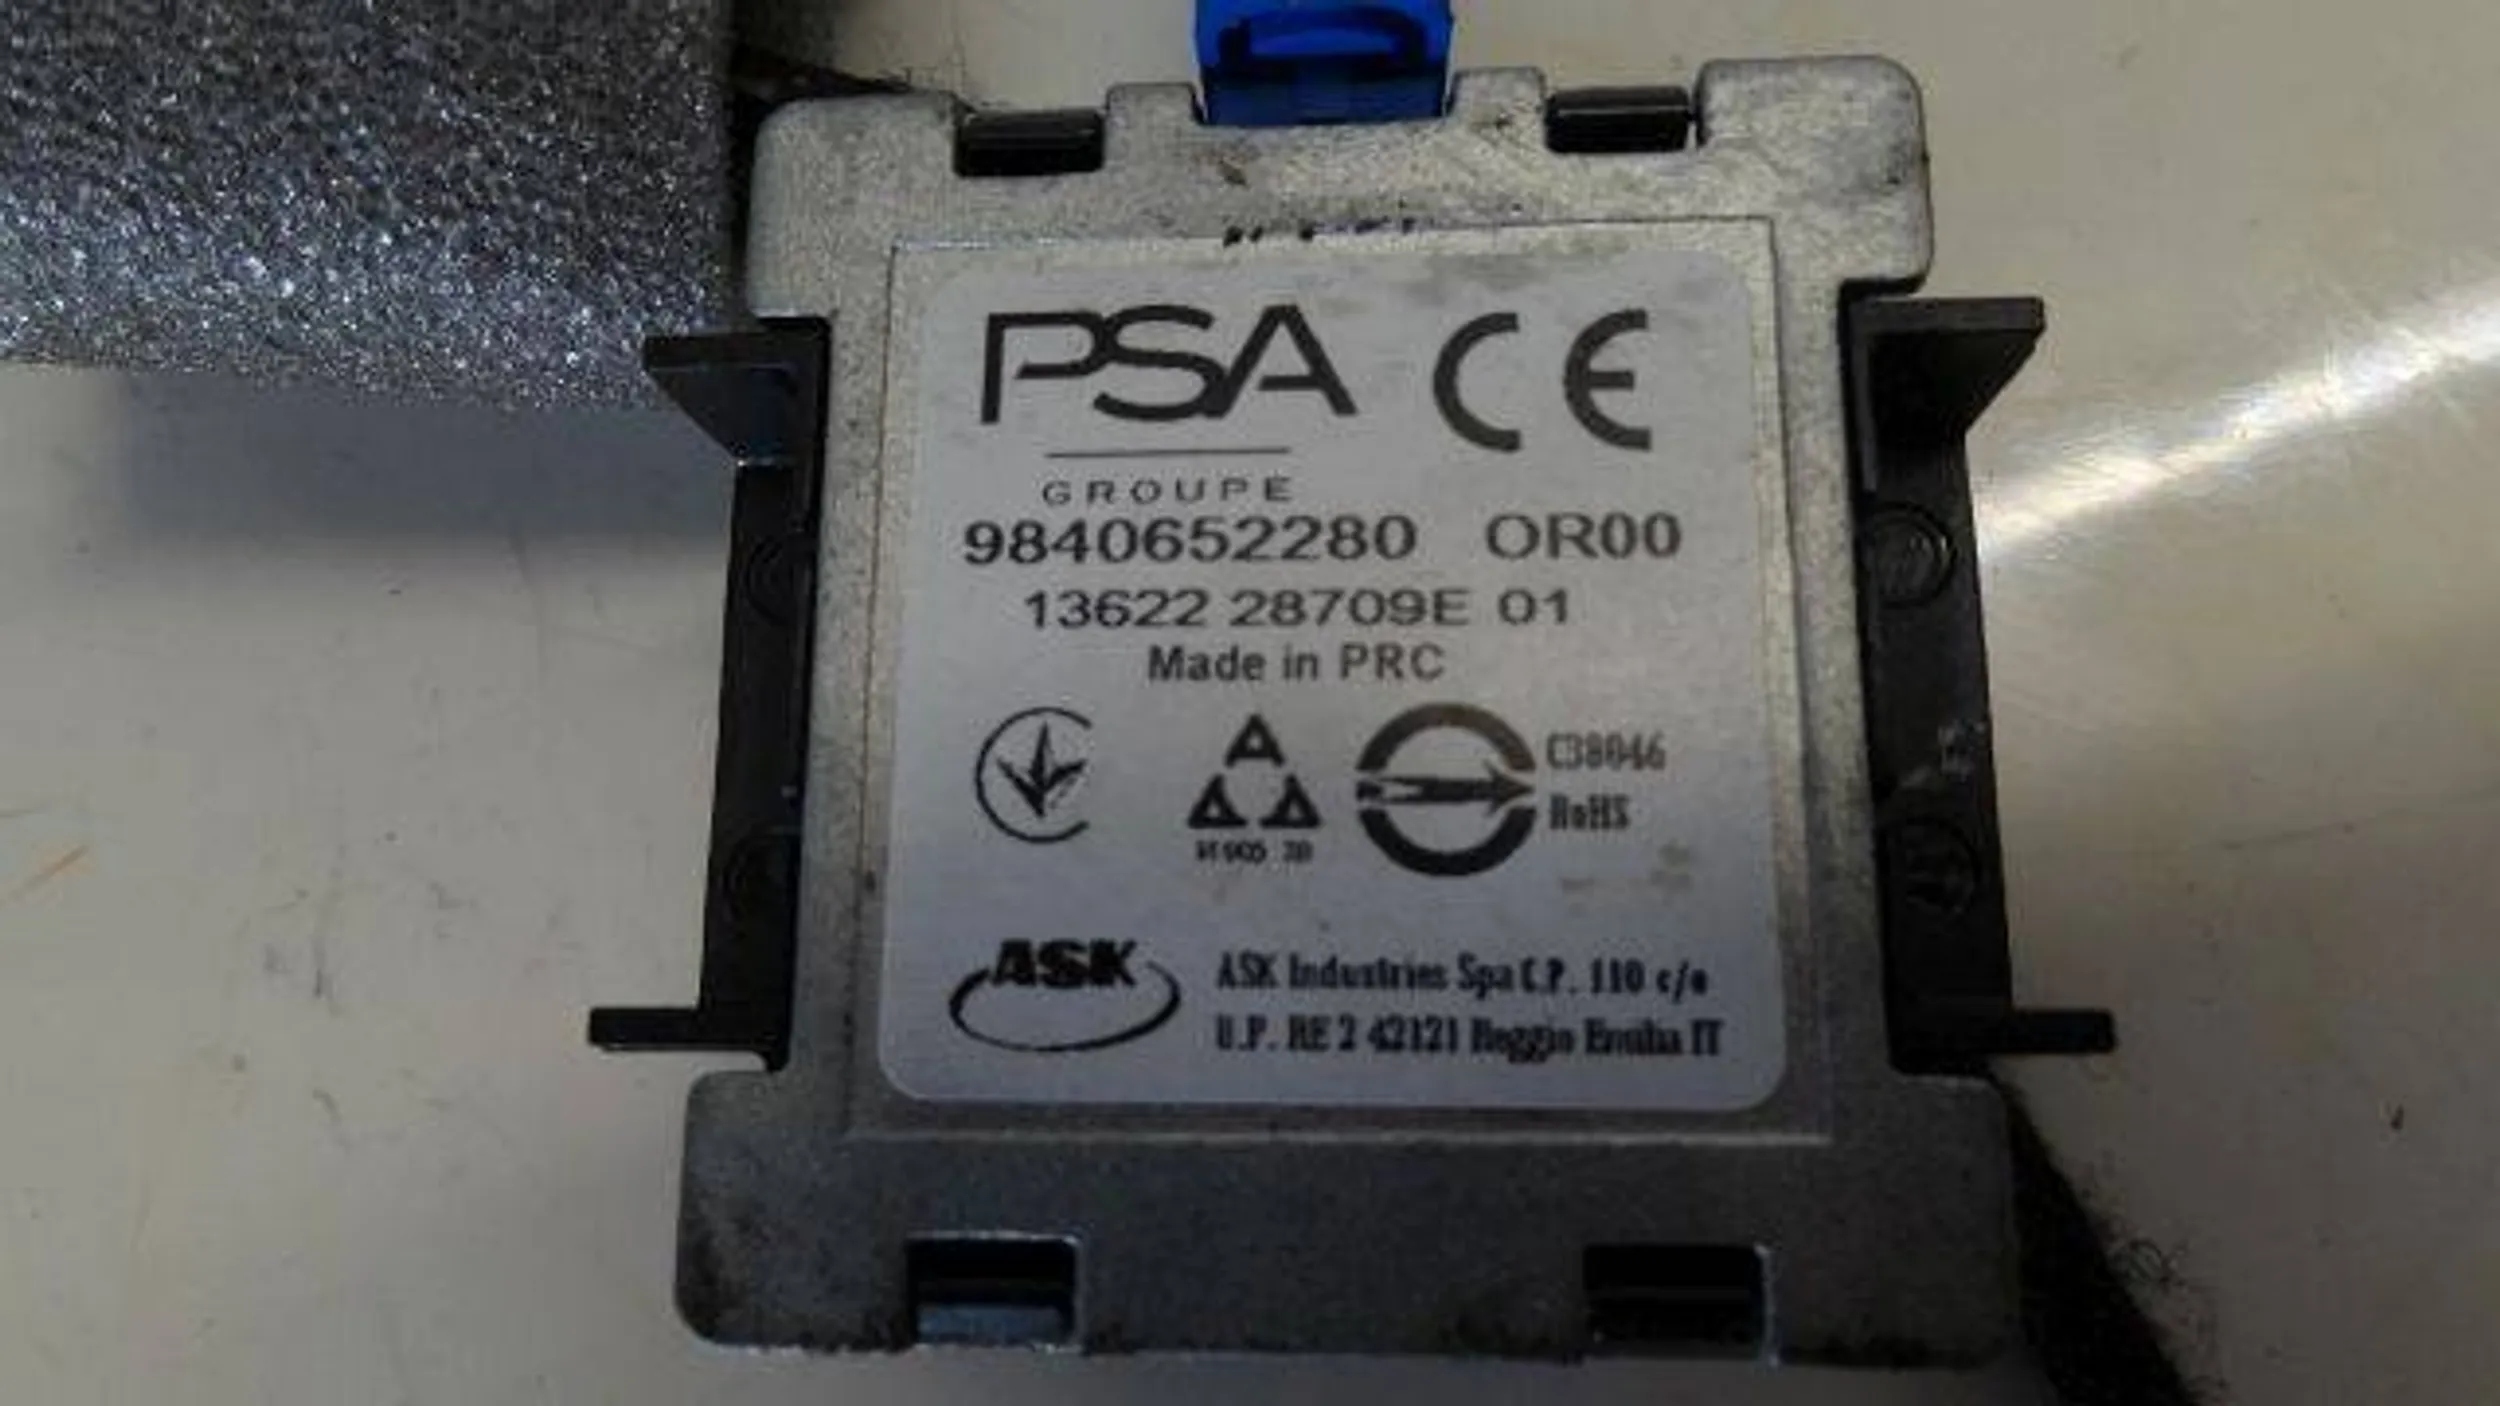 PSA CE
GROUPE
9840652280 OR00
13622 28709E 01
Made in PRC
C38046
RoHS
ASK
ASK Industries Spa C.P. 110 c/o
U.P. RE 2 42121 Reggio Emilia IT